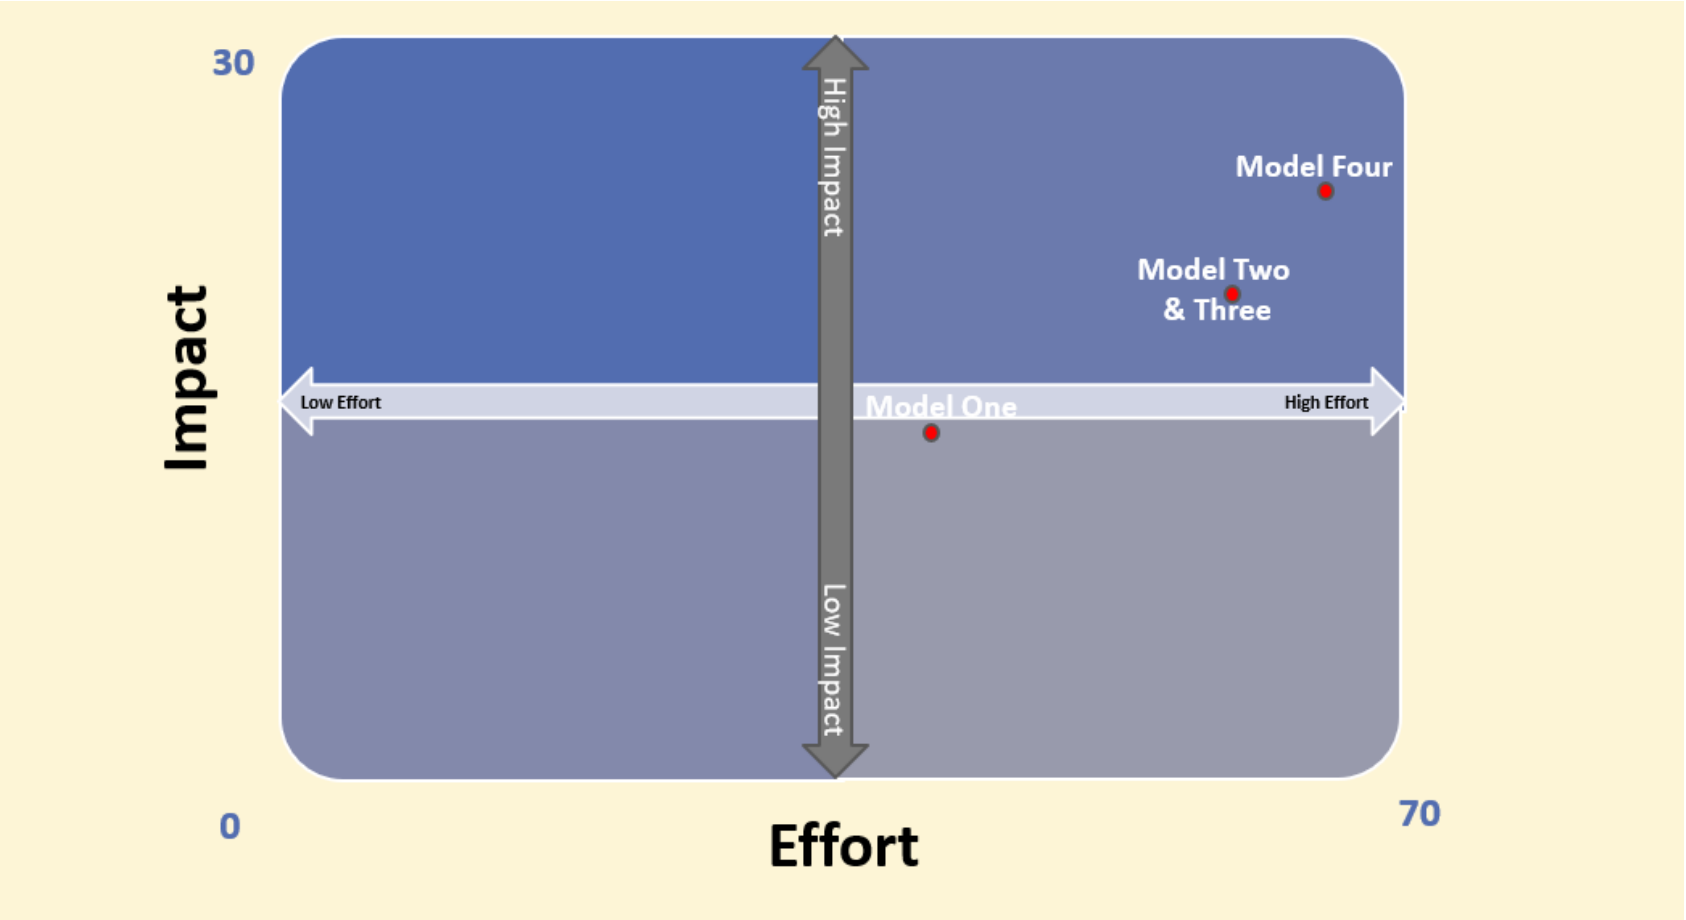 30
High Impact
Model Four
Model Two
& Three
Impact
Low Effort
High Effort
Model One
Low Impact
0
70
Effort